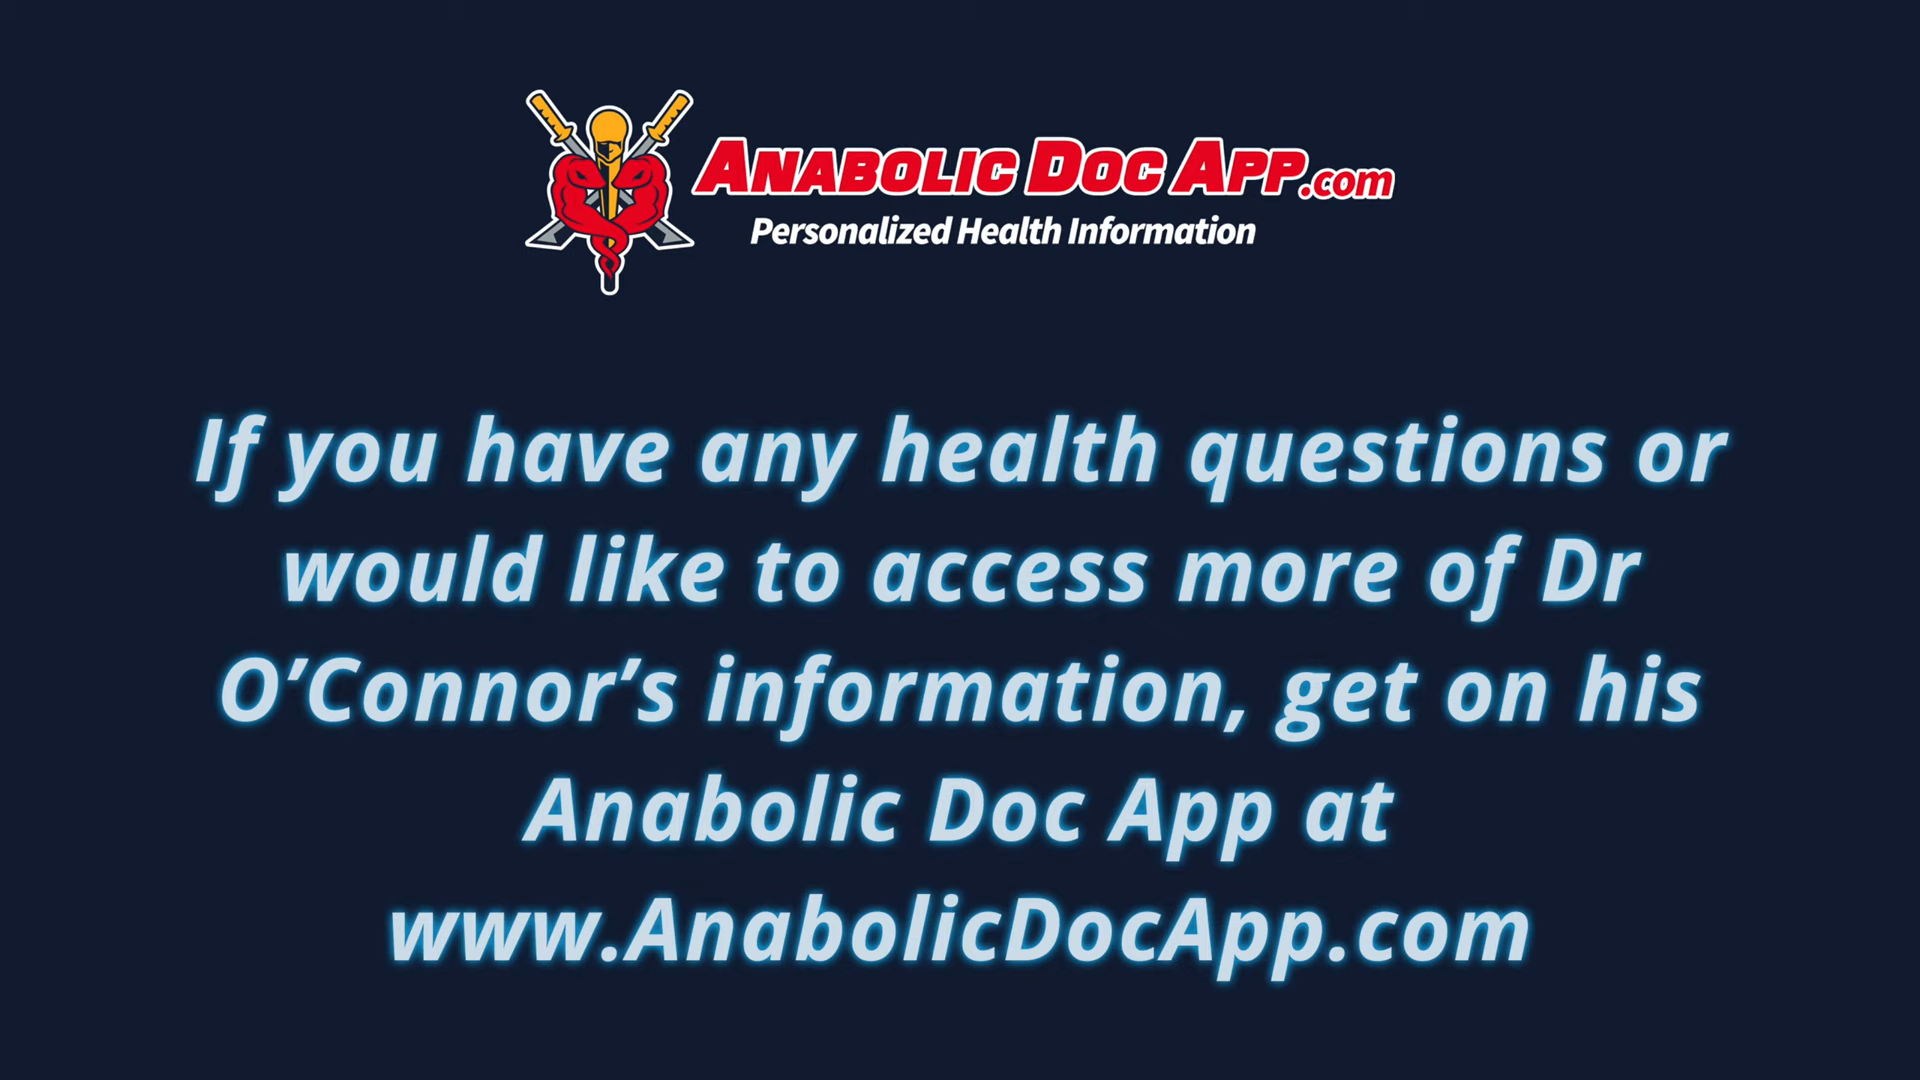 ANABOLIC DOC APP.com
Personalized Health Information
If you have any health questions or
would like to access more of Dr
O’Connor’s information, get on his
Anabolic Doc App at
www.AnabolicDocApp.com